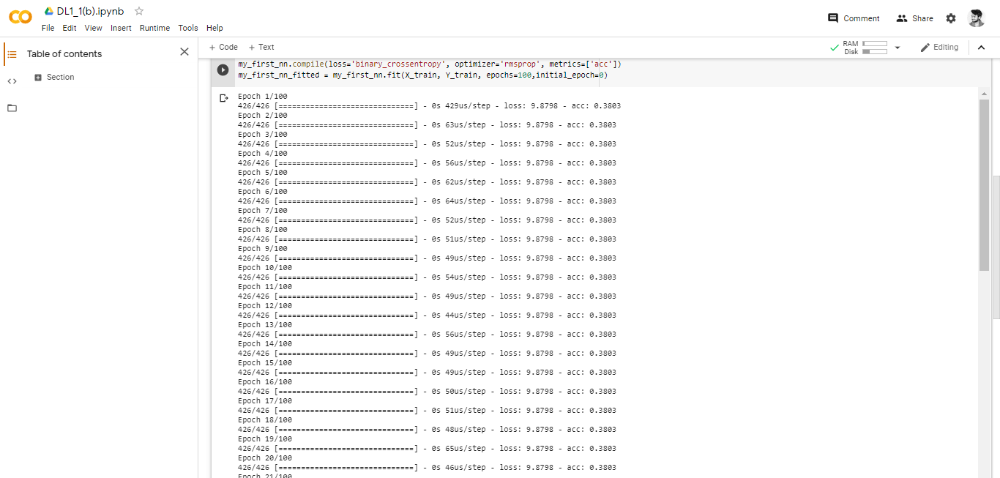 DL1_1(b).ipynb
File Edit View Insert Runtime Tools Help
Comment
Share
Table of contents
Section
+ Code + Text
RAM
Disk
Editing
my_first_nn.compile(loss='binary_crossentropy', optimizer='rmsprop', metrics=['acc'])
my_first_nn_fitted = my_first_nn.fit(X_train, Y_train, epochs=100,initial_epoch=0)
Epoch 1/100
426/426 [==============================] - 0s 429us/step - loss: 9.8798 - acc: 0.3803
Epoch 2/100
426/426 [==============================] - 0s 63us/step - loss: 9.8798 - acc: 0.3803
Epoch 3/100
426/426 [==============================] - 0s 52us/step - loss: 9.8798 - acc: 0.3803
Epoch 4/100
426/426 [==============================] - 0s 56us/step - loss: 9.8798 - acc: 0.3803
Epoch 5/100
426/426 [==============================] - 0s 62us/step - loss: 9.8798 - acc: 0.3803
Epoch 6/100
426/426 [==============================] - 0s 64us/step - loss: 9.8798 - acc: 0.3803
Epoch 7/100
426/426 [==============================] - 0s 52us/step - loss: 9.8798 - acc: 0.3803
Epoch 8/100
426/426 [==============================] - 0s 51us/step - loss: 9.8798 - acc: 0.3803
Epoch 9/100
426/426 [==============================] - 0s 49us/step - loss: 9.8798 - acc: 0.3803
Epoch 10/100
426/426 [==============================] - 0s 54us/step - loss: 9.8798 - acc: 0.3803
Epoch 11/100
426/426 [==============================] - 0s 49us/step - loss: 9.8798 - acc: 0.3803
Epoch 12/100
426/426 [==============================] - 0s 44us/step - loss: 9.8798 - acc: 0.3803
Epoch 13/100
426/426 [==============================] - 0s 56us/step - loss: 9.8798 - acc: 0.3803
Epoch 14/100
426/426 [==============================] - 0s 49us/step - loss: 9.8798 - acc: 0.3803
Epoch 15/100
426/426 [==============================] - 0s 49us/step - loss: 9.8798 - acc: 0.3803
Epoch 16/100
426/426 [==============================] - 0s 50us/step - loss: 9.8798 - acc: 0.3803
Epoch 17/100
426/426 [==============================] - 0s 51us/step - loss: 9.8798 - acc: 0.3803
Epoch 18/100
426/426 [==============================] - 0s 48us/step - loss: 9.8798 - acc: 0.3803
Epoch 19/100
426/426 [==============================] - 0s 65us/step - loss: 9.8798 - acc: 0.3803
Epoch 20/100
426/426 [==============================] - 0s 46us/step - loss: 9.8798 - acc: 0.3803
Epoch 21/100